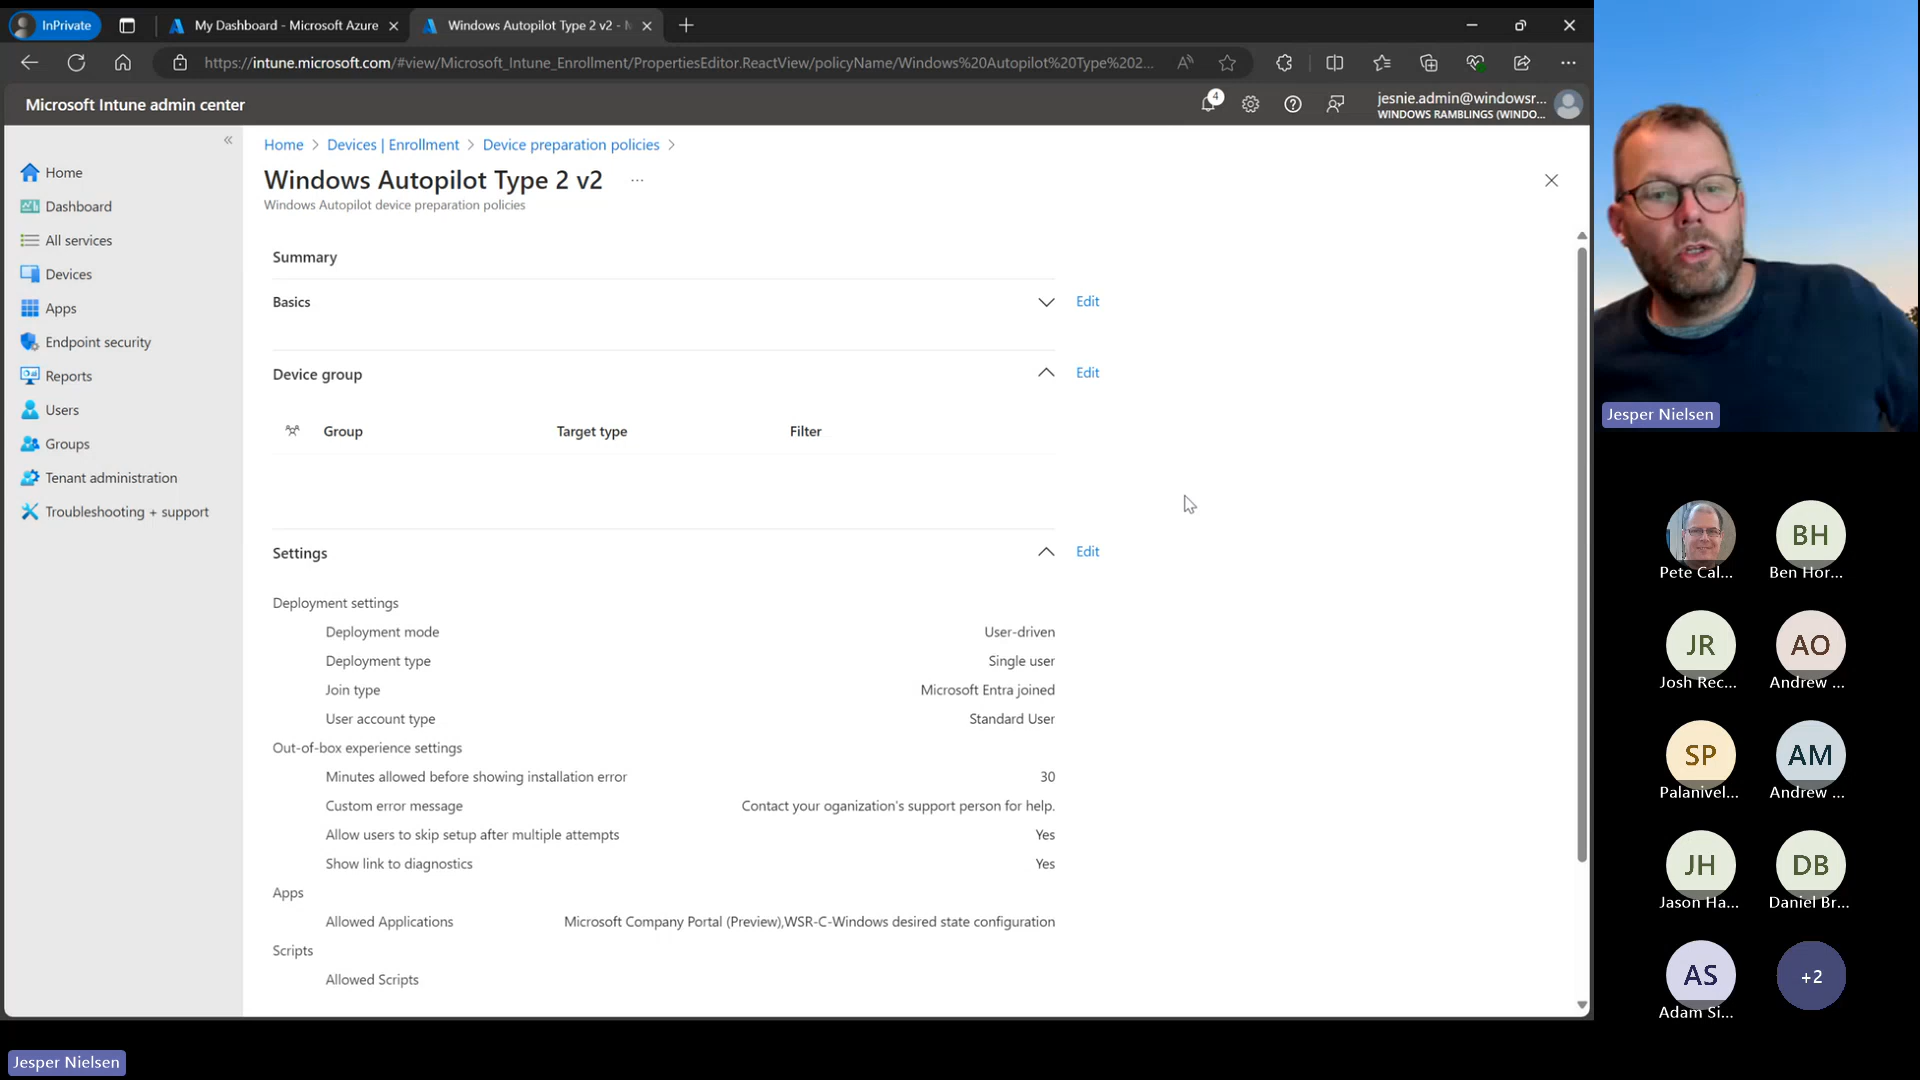 InPrivate
My Dashboard - Microsoft Azure
Windows Autopilot Type 2 v2 -
https://intune.microsoft.com/#view/Microsoft_Intune_Enrollment/PropertiesEditor.ReactView/policyName/Windows%20Autopilot%20Type%202...
Microsoft Intune admin center
4
jesnie.admin@windowsr...
WINDOWS RAMBLINGS (WINDO...
Home
Dashboard
All services
Devices
Apps
Endpoint security
Reports
Users
Groups
Tenant administration
Troubleshooting + support
Home > Devices | Enrollment > Device preparation policies >
Windows Autopilot Type 2 v2 ...
Windows Autopilot device preparation policies
Summary
Basics Edit
Device group Edit
Group Target type Filter
Settings Edit
Deployment settings
Deployment mode User-driven
Deployment type Single user
Join type Microsoft Entra joined
User account type Standard User
Out-of-box experience settings
Minutes allowed before showing installation error 30
Custom error message Contact your oganization's support person for help.
Allow users to skip setup after multiple attempts Yes
Show link to diagnostics Yes
Apps
Allowed Applications Microsoft Company Portal (Preview),WSR-C-Windows desired state configuration
Scripts
Allowed Scripts
Jesper Nielsen
Pete Cal...
BH
Ben Hor...
JR
Josh Rec...
AO
Andrew ...
SP
Palanivel...
AM
Andrew ...
JH
Jason Ha...
DB
Daniel Br...
AS
Adam Si...
+2
Jesper Nielsen